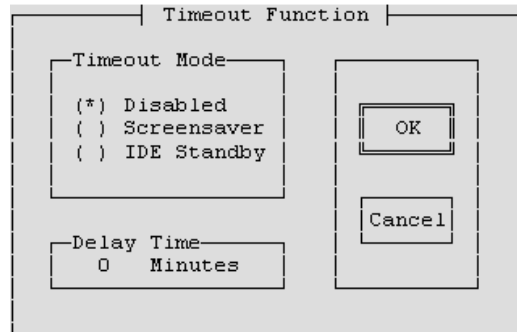 Timeout Function
Timeout Mode
(*) Disabled
( ) Screensaver
( ) IDE Standby
OK
Cancel
Delay Time
0 Minutes